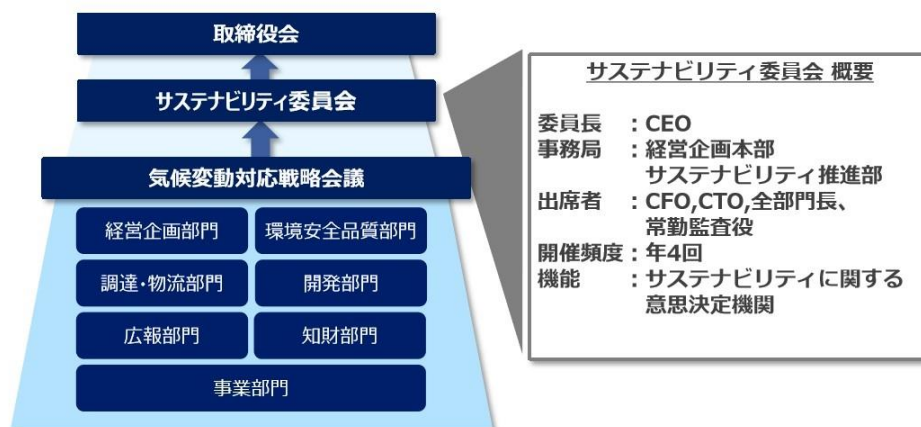 取締役会
サステナビリティ委員会
気候変動対応戦略会議
経営企画部門 環境安全品質部門
調達・物流部門 開発部門
広報部門 知財部門
事業部門
サステナビリティ委員会 概要
委員長 ：CEO
事務局 ：経営企画本部
サステナビリティ推進部
出席者 ：CFO,CTO,全部門長、
常勤監査役
開催頻度：年4回
機能 ：サステナビリティに関する
意思決定機関